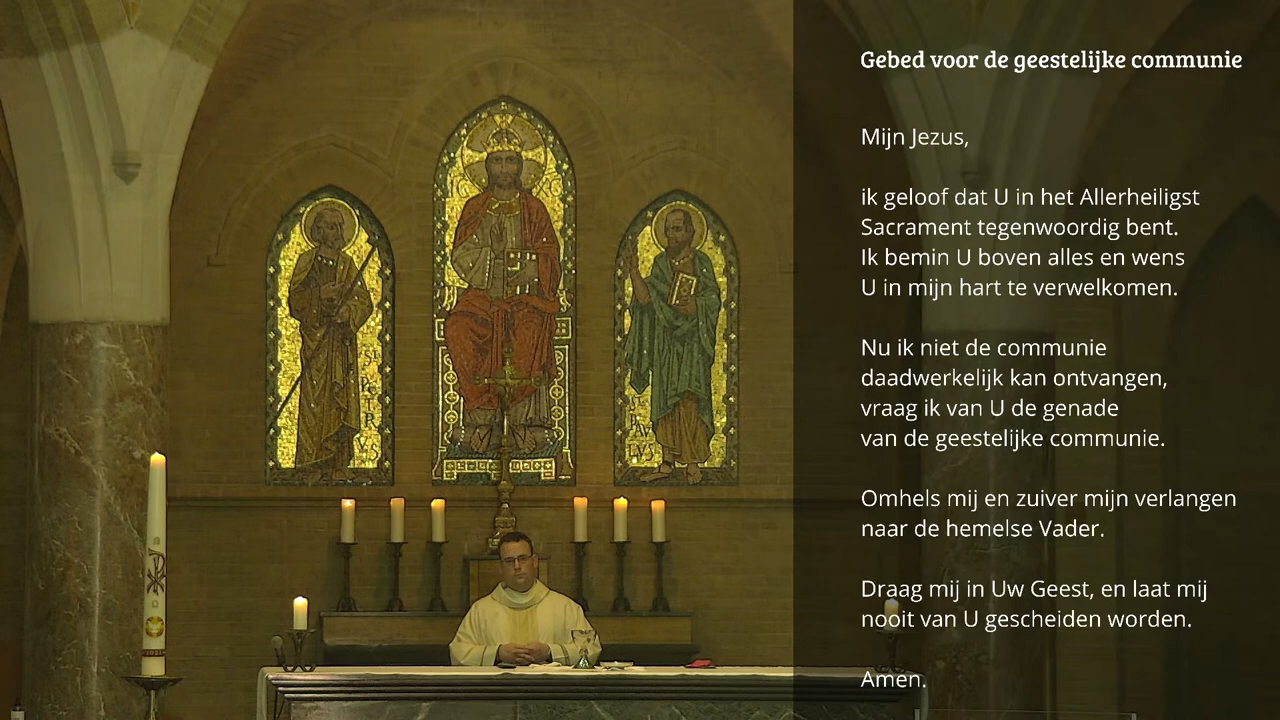 Gebed voor de geestelijke communie
Mijn Jezus,
ik geloof dat U in het Allerheiligst
Sacrament tegenwoordig bent.
Ik bemin U boven alles en wens
U in mijn hart te verwelkomen.
Nu ik niet de communie
daadwerkelijk kan ontvangen,
vraag ik van U de genade
van de geestelijke communie.
Omhels mij en zuiver mijn verlangen
naar de hemelse Vader.
Draag mij in Uw Geest, en laat mij
nooit van U gescheiden worden.
Amen.